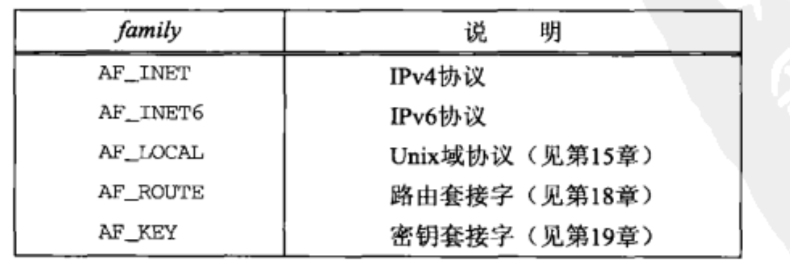 family 说 明
AF_INET IPv4协议
AF_INET6 IPv6协议
AF_LOCAL Unix域协议（见第15章）
AF_ROUTE 路由套接字（见第18章）
AF_KEY 密钥套接字（见第19章）